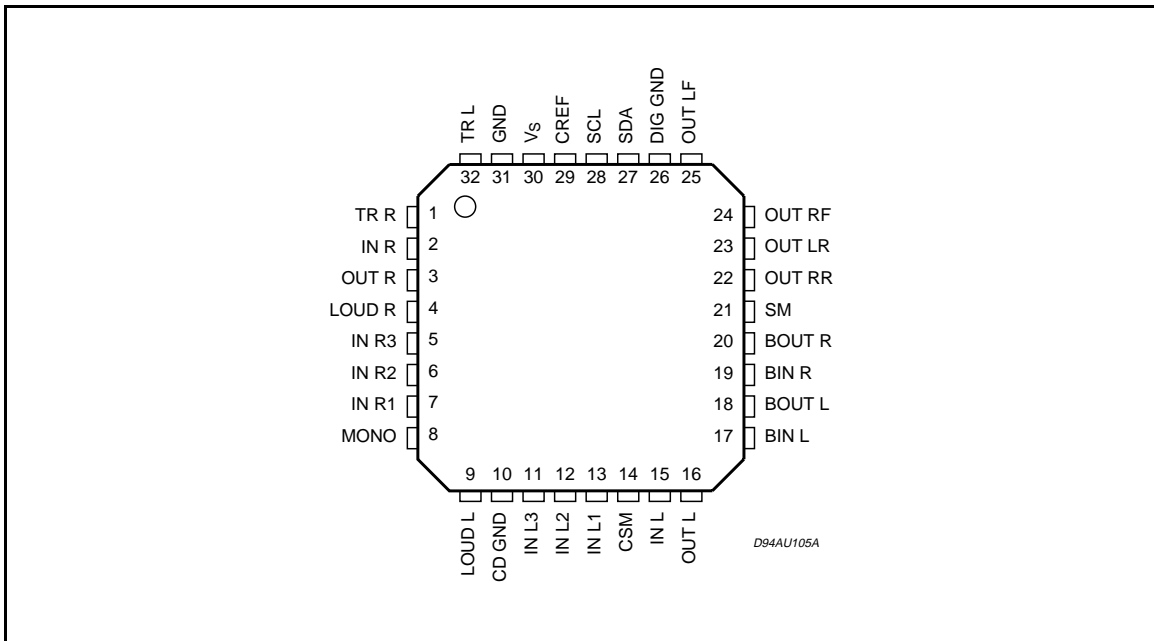 TR L
GND
VS
CREF
SCL
SDA
DIG GND
OUT LF
32 31 30 29 28 27 26 25
TR R 1 24 OUT RF
IN R 2 23 OUT LR
OUT R 3 22 OUT RR
LOUD R 4 21 SM
IN R3 5 20 BOUT R
IN R2 6 19 BIN R
IN R1 7 18 BOUT L
MONO 8 17 BIN L
9 10 11 12 13 14 15 16
LOUD L
CD GND
IN L3
IN L2
IN L1
CSM
IN L
OUT L
D94AU105A